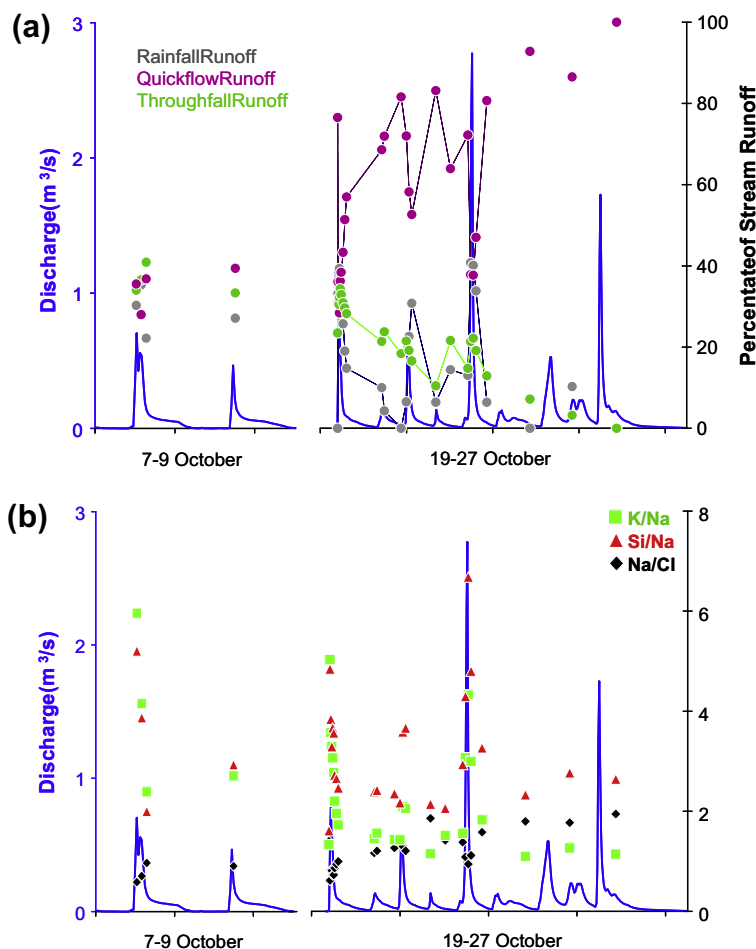 (a)
3
2
1
0
Discharge(m ³/s)
RainfallRunoff
QuickflowRunoff
ThroughfallRunoff
100
80
60
40
20
0
Percentateof Stream Runoff
7-9 October
19-27 October
(b)
3
2
1
0
Discharge(m ³/s)
K/Na
Si/Na
Na/Cl
8
6
4
2
0
7-9 October
19-27 October